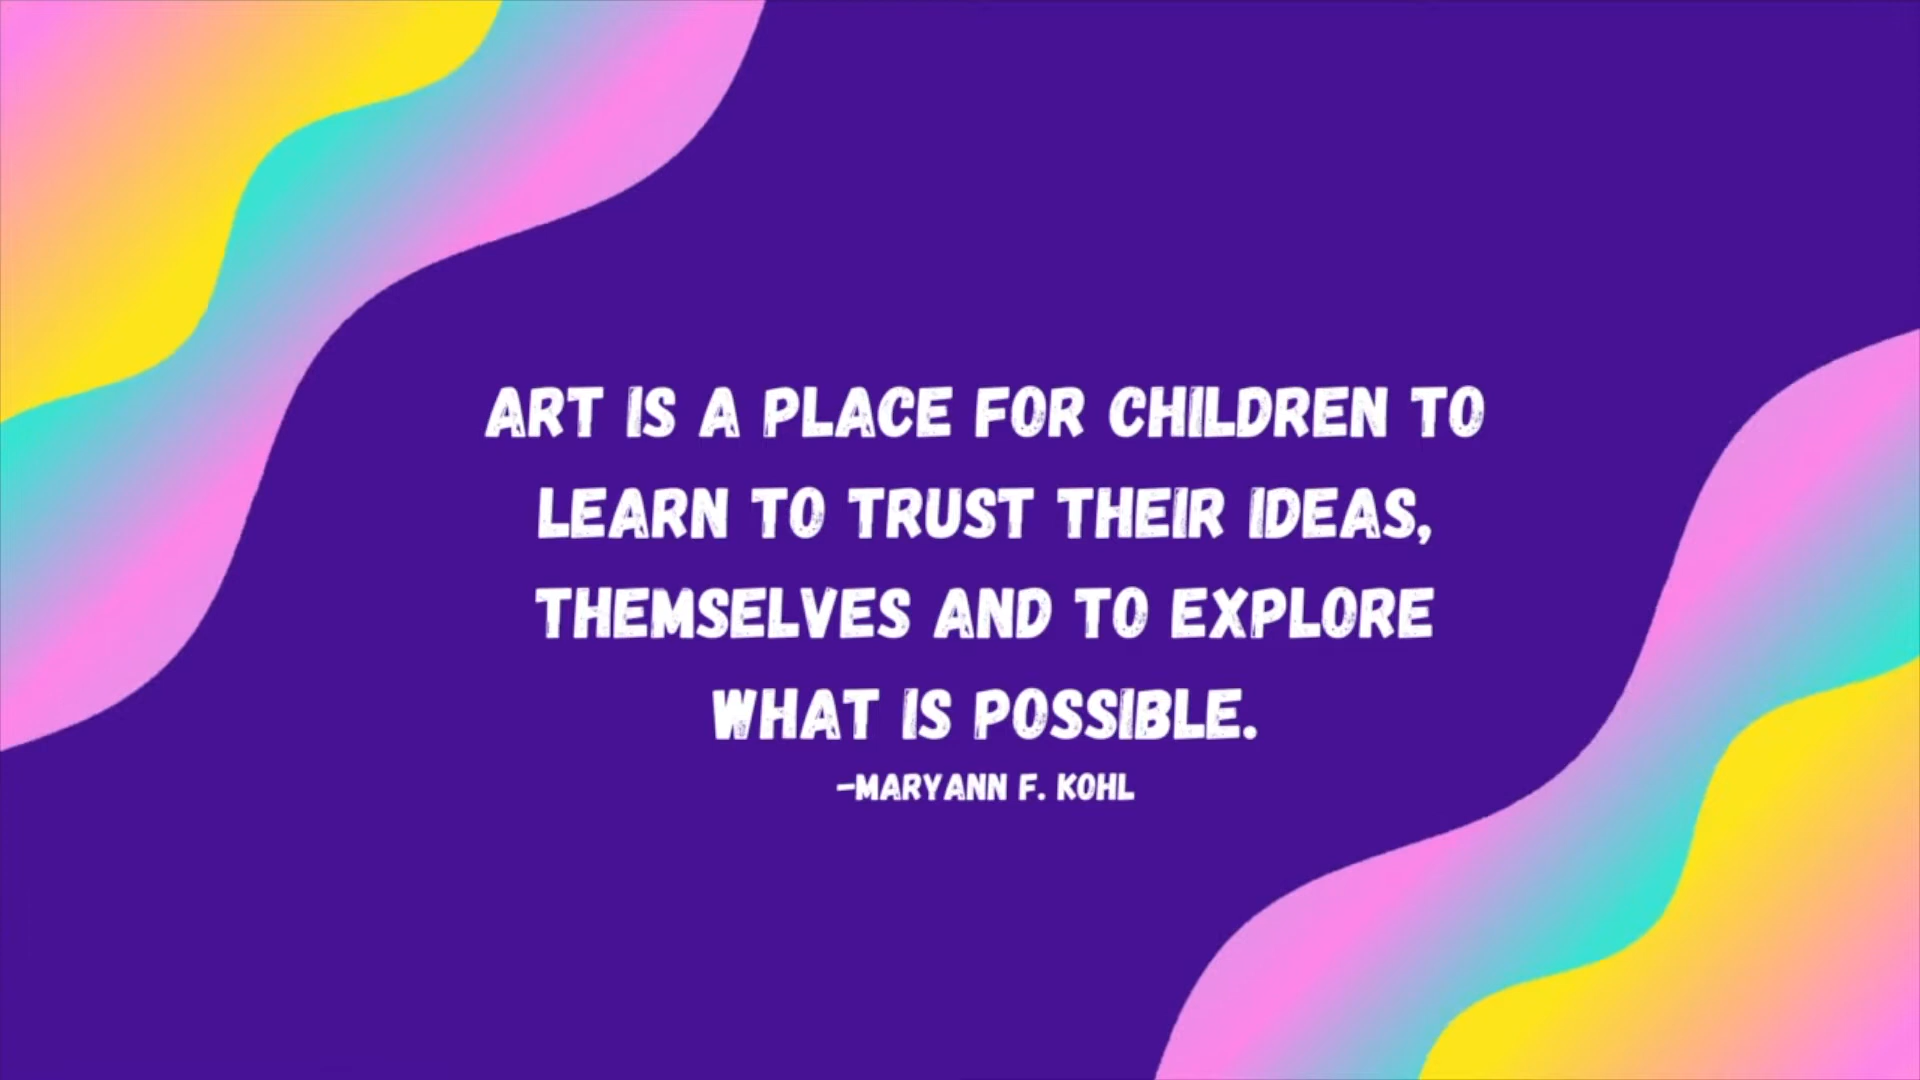 ART IS A PLACE FOR CHILDREN TO
LEARN TO TRUST THEIR IDEAS,
THEMSELVES AND TO EXPLORE
WHAT IS POSSIBLE.
-MARYANN F. KOHL